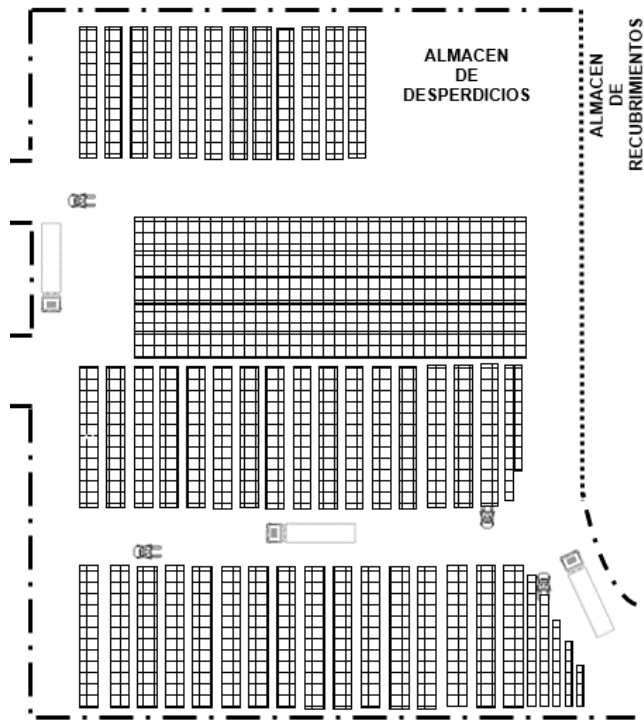 ALMACEN
DE
DESPERDICIOS
ALMACEN
DE
RECUBRIMIENTOS